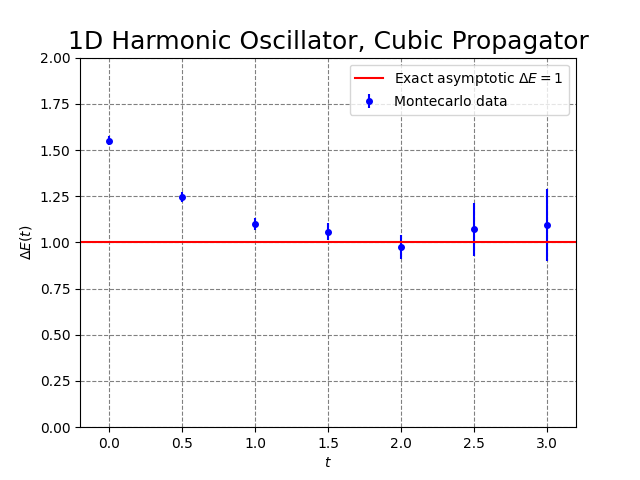 1D Harmonic Oscillator, Cubic Propagator
Exact asymptotic ΔE = 1
Montecarlo data
2.00
1.75
1.50
1.25
1.00
0.75
0.50
0.25
0.00
ΔE(t)
0.0 0.5 1.0 1.5 2.0 2.5 3.0
t